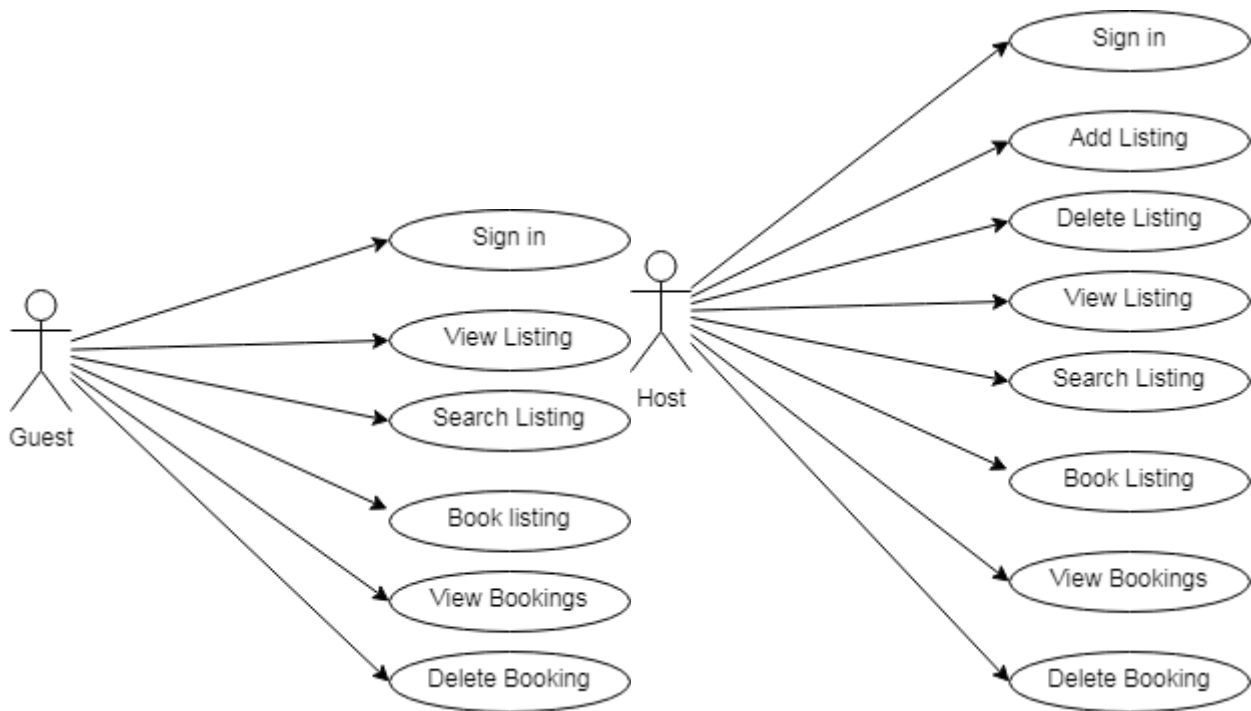 Guest
Sign in
View Listing
Search Listing
Book listing
View Bookings
Delete Booking
Host
Sign in
Add Listing
Delete Listing
View Listing
Search Listing
Book Listing
View Bookings
Delete Booking